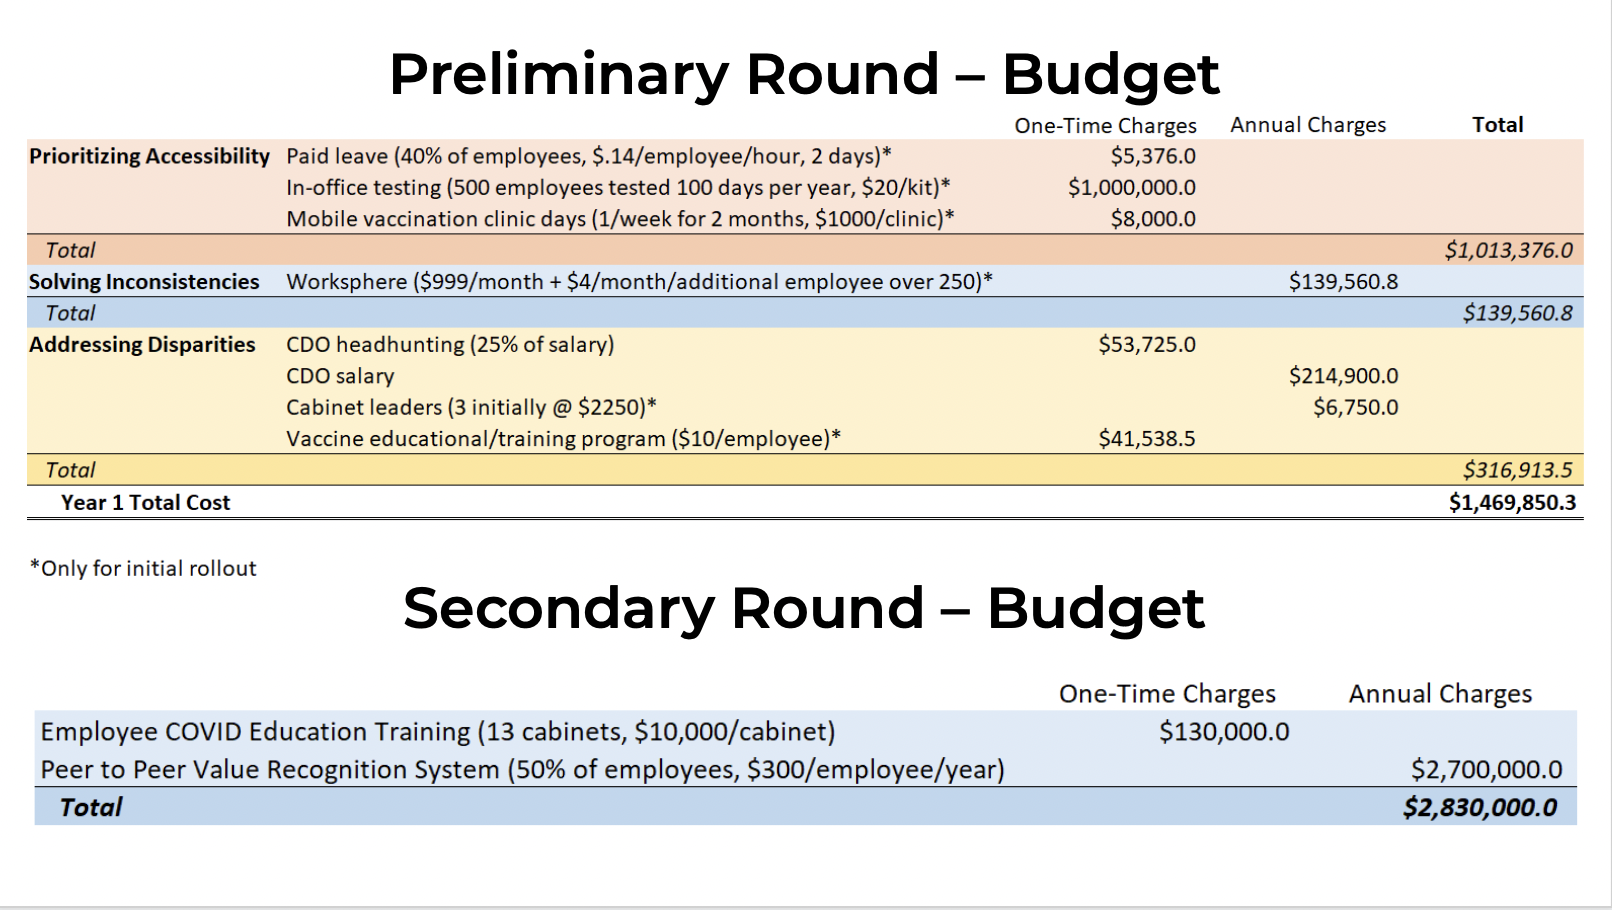 Preliminary Round – Budget
One-Time Charges Annual Charges Total
Prioritizing Accessibility Paid leave (40% of employees, $.14/employee/hour, 2 days)* $5,376.0
In-office testing (500 employees tested 100 days per year, $20/kit)* $1,000,000.0
Mobile vaccination clinic days (1/week for 2 months, $1000/clinic)* $8,000.0
Total $1,013,376.0
Solving Inconsistencies Worksphere ($999/month + $4/month/additional employee over 250)* $139,560.8
Total $139,560.8
Addressing Disparities CDO headhunting (25% of salary) $53,725.0
CDO salary $214,900.0
Cabinet leaders (3 initially @ $2250)* $6,750.0
Vaccine educational/training program ($10/employee)* $41,538.5
Total $316,913.5
Year 1 Total Cost $1,469,850.3
*Only for initial rollout
Secondary Round – Budget
One-Time Charges Annual Charges
Employee COVID Education Training (13 cabinets, $10,000/cabinet) $130,000.0
Peer to Peer Value Recognition System (50% of employees, $300/employee/year) $2,700,000.0
Total $2,830,000.0